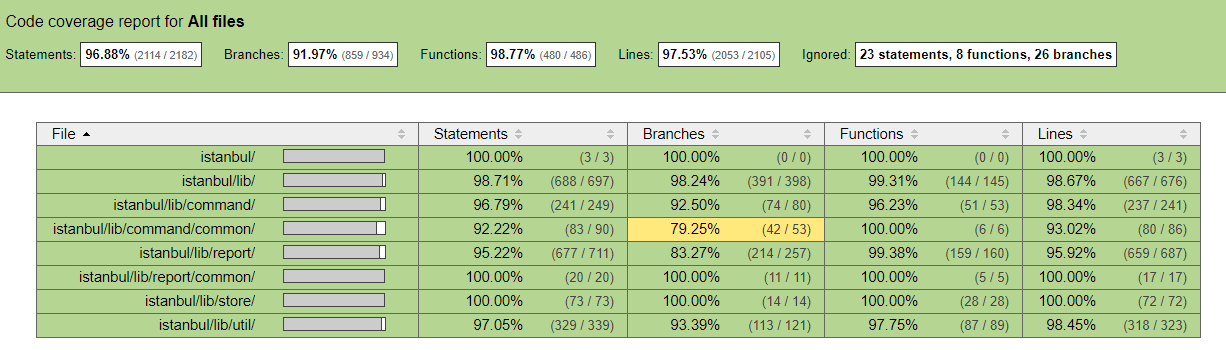 Code coverage report for All files
Statements: 96.88% (2114 / 2182) Branches: 91.97% (859 / 934) Functions: 98.77% (480 / 486) Lines: 97.53% (2053 / 2105) Ignored: 23 statements, 8 functions, 26 branches
File Statements Branches Functions Lines
istanbul/ 100.00% (3 / 3) 100.00% (0 / 0) 100.00% (0 / 0) 100.00% (3 / 3)
istanbul/lib/ 98.71% (688 / 697) 98.24% (391 / 398) 99.31% (144 / 145) 98.67% (667 / 676)
istanbul/lib/command/ 96.79% (241 / 249) 92.50% (74 / 80) 96.23% (51 / 53) 98.34% (237 / 241)
istanbul/lib/command/common/ 92.22% (83 / 90) 79.25% (42 / 53) 100.00% (6 / 6) 93.02% (80 / 86)
istanbul/lib/report/ 95.22% (677 / 711) 83.27% (214 / 257) 99.38% (159 / 160) 95.92% (659 / 687)
istanbul/lib/report/common/ 100.00% (20 / 20) 100.00% (11 / 11) 100.00% (5 / 5) 100.00% (17 / 17)
istanbul/lib/store/ 100.00% (73 / 73) 100.00% (14 / 14) 100.00% (28 / 28) 100.00% (72 / 72)
istanbul/lib/util/ 97.05% (329 / 339) 93.39% (113 / 121) 97.75% (87 / 89) 98.45% (318 / 323)